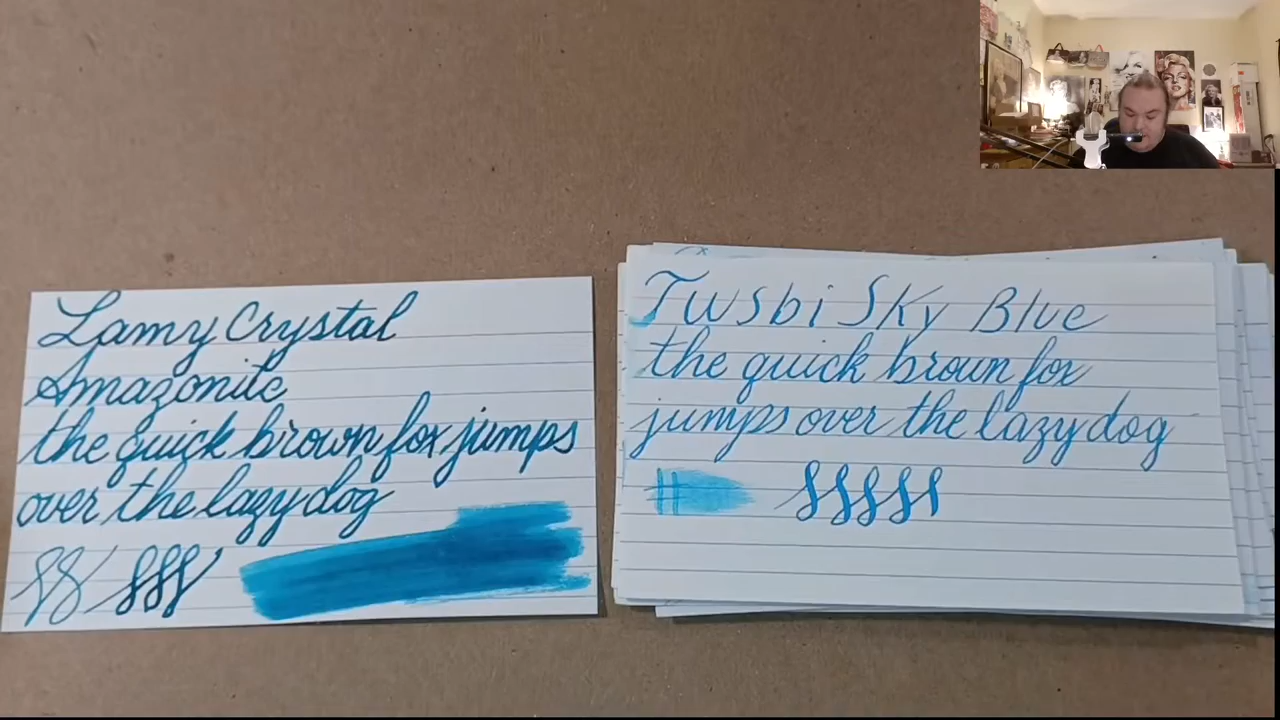 Lamy Crystal
Amazonite
the quick brown fox jumps
over the lazy dog
Twsbi Sky Blue
the quick brown fox
jumps over the lazy dog